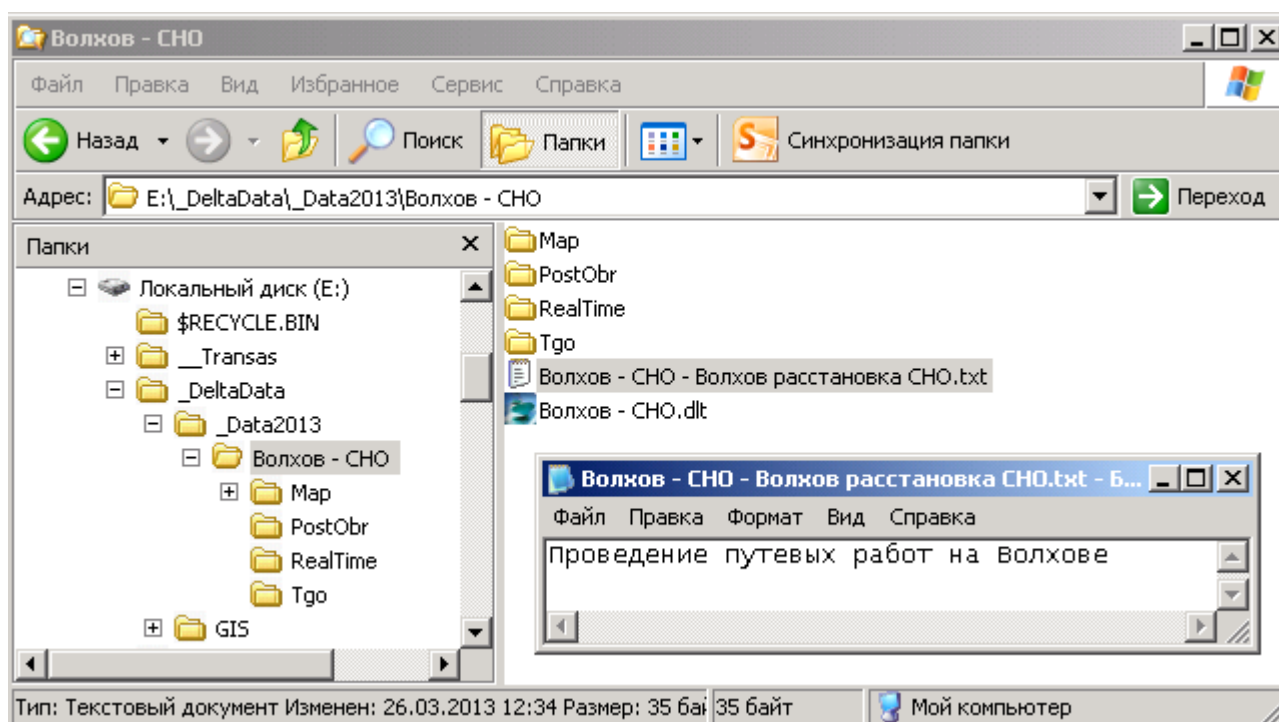 Волхов - СНО
Файл Правка Вид Избранное Сервис Справка
Назад Поиск Папки Синхронизация папки
Адрес: E:\_DeltaData\_Data2013\Волхов - СНО Переход
Папки
Локальный диск (E:)
$RECYCLE.BIN
__Transas
_DeltaData
_Data2013
Волхов - СНО
Map
PostObr
RealTime
Tgo
GIS
Map
PostObr
RealTime
Tgo
Волхов - СНО - Волхов расстановка СНО.txt
Волхов - СНО.dlt
Волхов - СНО - Волхов расстановка СНО.txt - Б...
Файл Правка Формат Вид Справка
Проведение путевых работ на Волхове
Тип: Текстовый документ Изменен: 26.03.2013 12:34 Размер: 35 бай 35 байт Мой компьютер